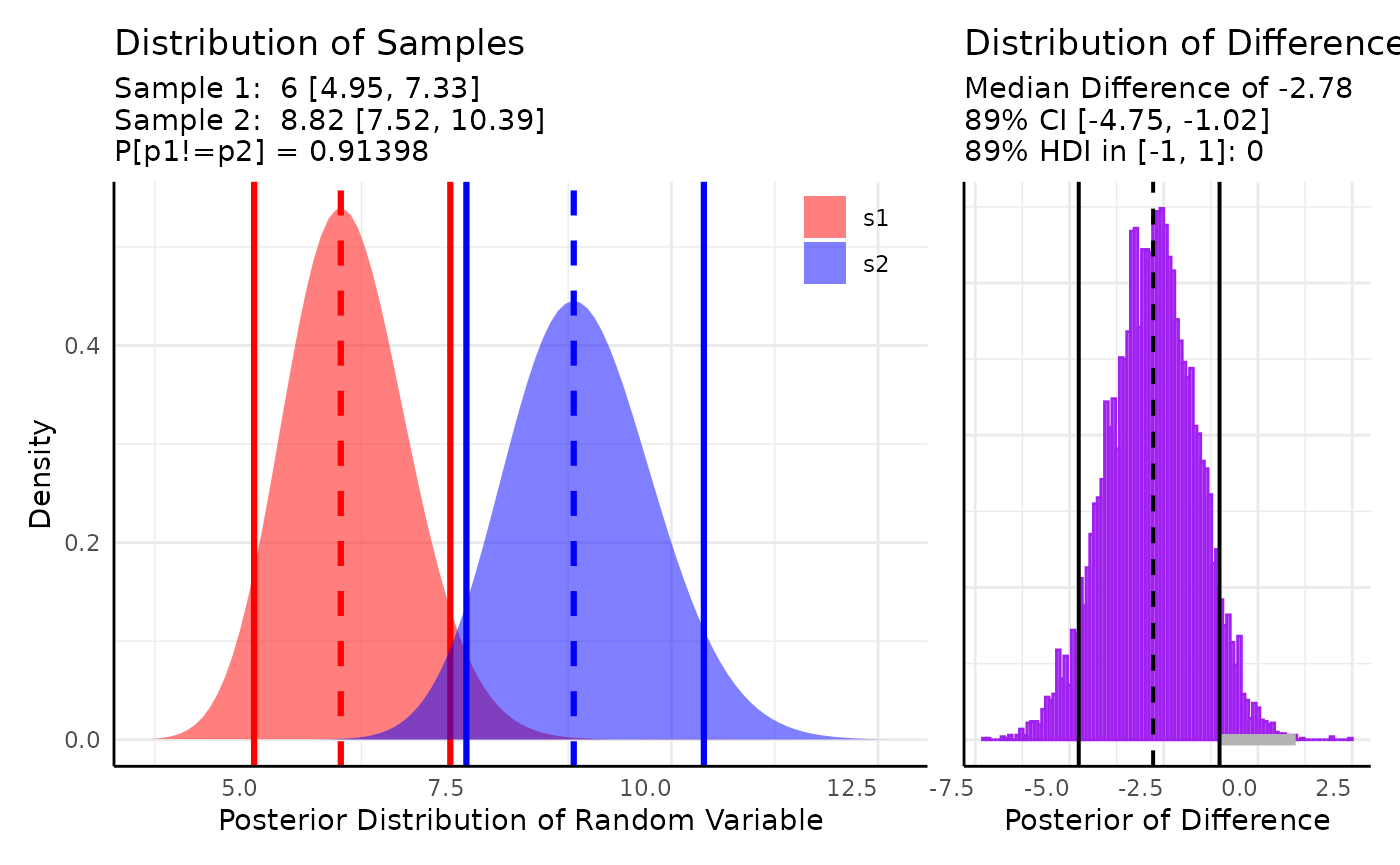 Distribution of Samples
Sample 1:  6 [4.95, 7.33]
Sample 2:  8.82 [7.52, 10.39]
P[p1!=p2] = 0.91398
s1
s2
Density
0.4
0.2
0.0
5.0 7.5 10.0 12.5
Posterior Distribution of Random Variable
Distribution of Difference
Median Difference of -2.78
89% CI [-4.75, -1.02]
89% HDI in [-1, 1]: 0
-7.5 -5.0 -2.5 0.0 2.5
Posterior of Difference